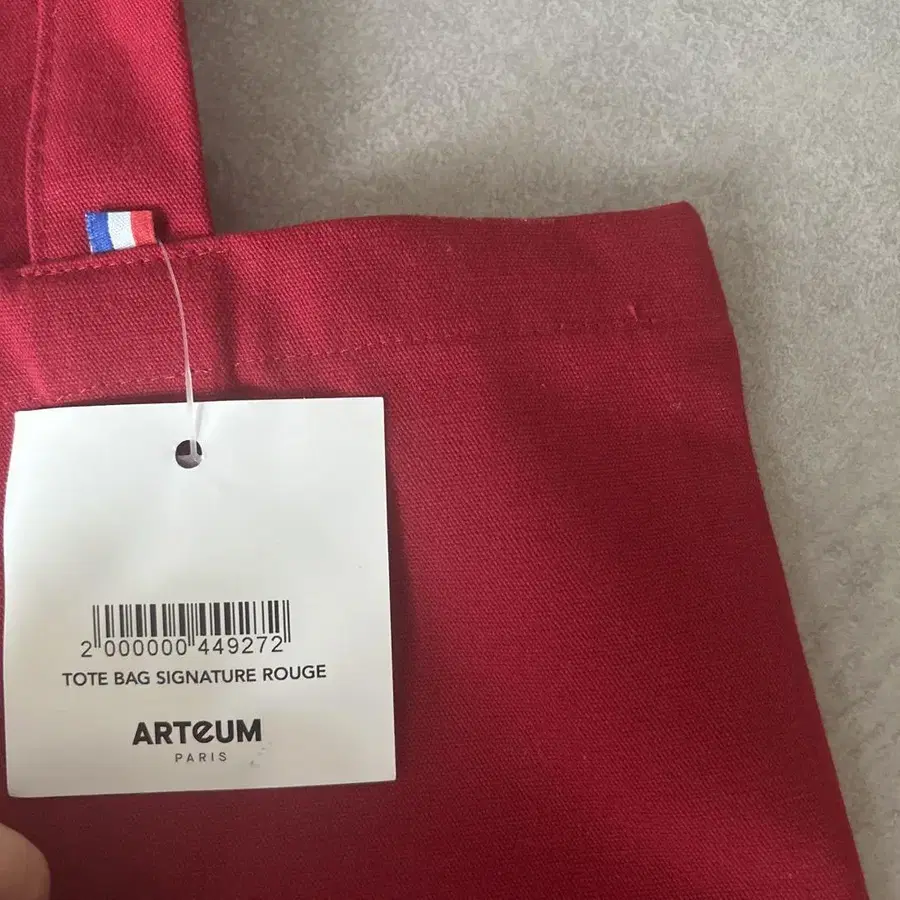 2 000000 449272
TOTE BAG SIGNATURE ROUGE
ARTeUM
PARIS